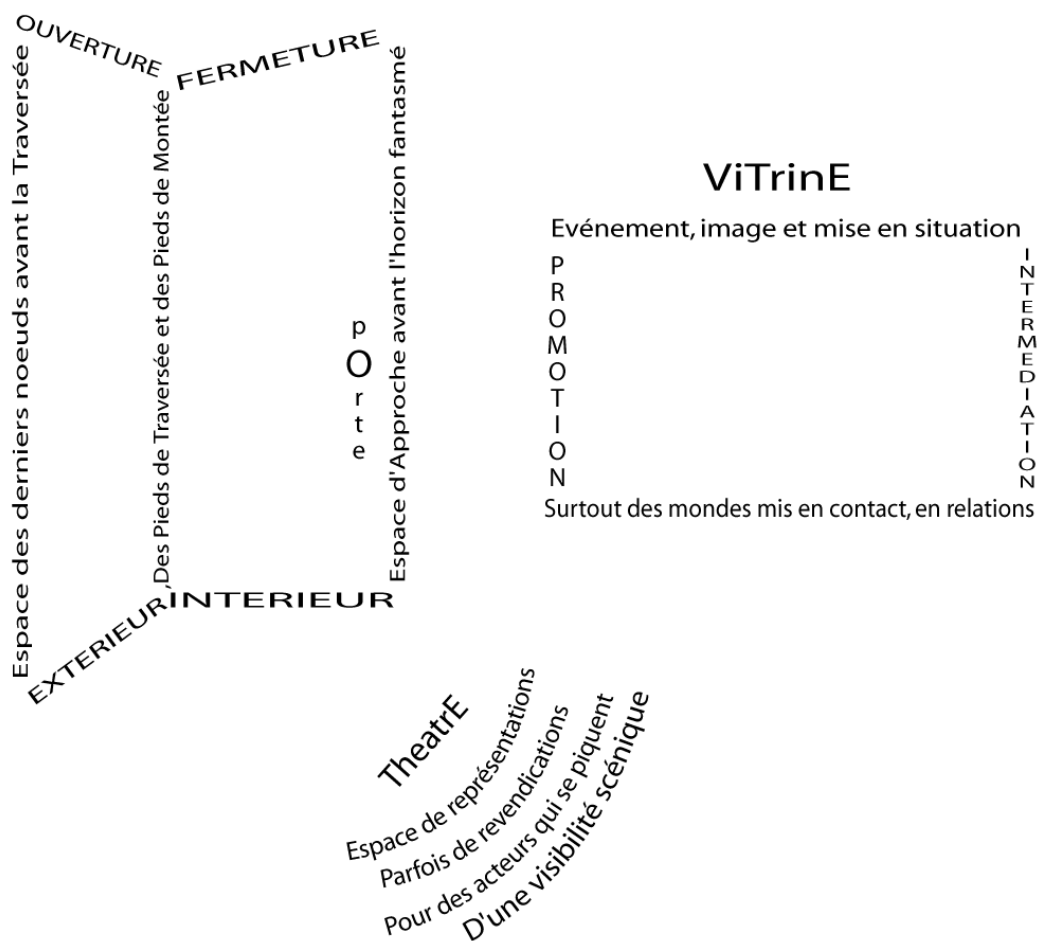 OUVERTURE
FERMETURE
Espace des derniers noeuds avant la Traversée
Des Pieds de Traversée et des Pieds de Montée
pOrte
Espace d'Approche avant l'horizon fantasmé
EXTERIEUR,
INTERIEUR
ViTrinE
Evénement, image et mise en situation
PROMOTION
INTERMEDIATION
Surtout des mondes mis en contact, en relations
TheatrE
Espace de représentations
Parfois de revendications
Pour des acteurs qui se piquent
D'une visibilité scénique